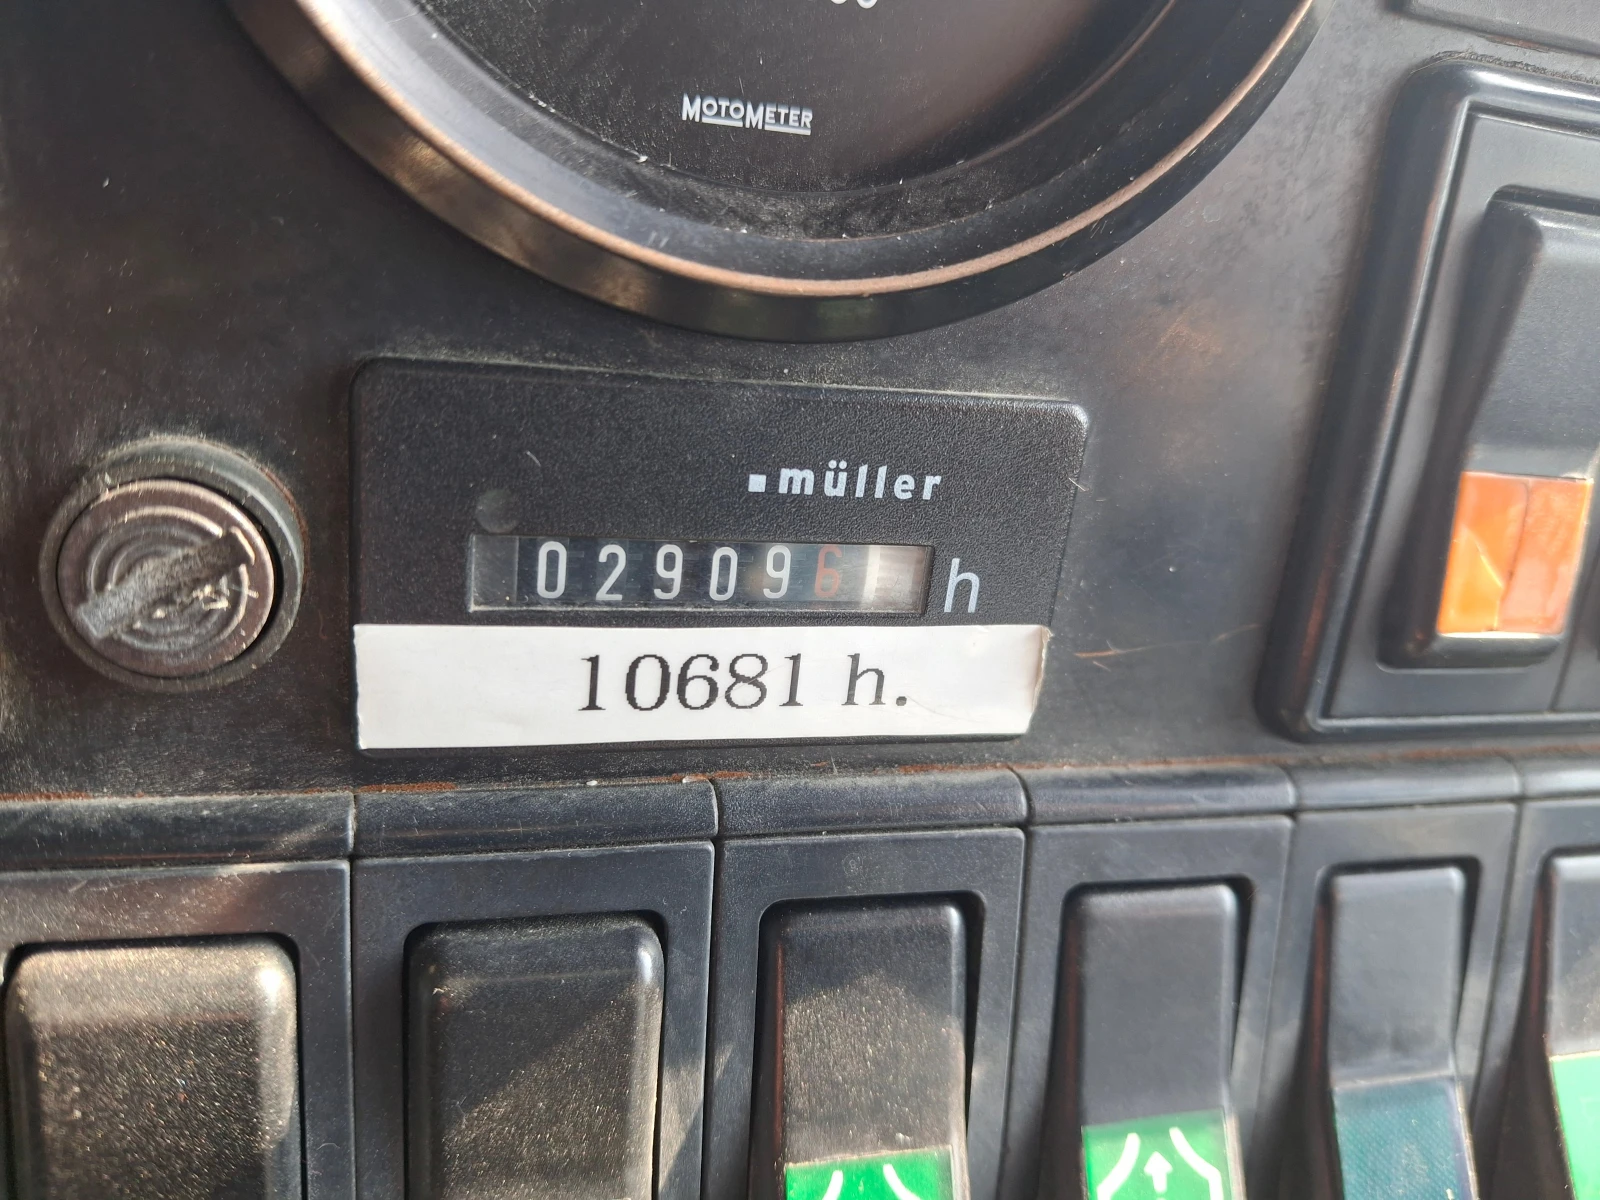 MOTOMETER
müller
029096 h
10681 h.